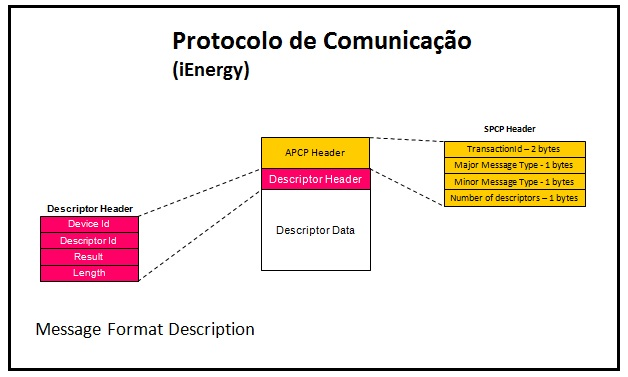 Protocolo de Comunicação
(iEnergy)
SPCP Header
APCP Header
TransactionId – 2 bytes
Major Message Type - 1 bytes
Minor Message Type - 1 bytes
Number of descriptors – 1 bytes
Descriptor Header
Descriptor Data
Descriptor Header
Device Id
Descriptor Id
Result
Length
Message Format Description